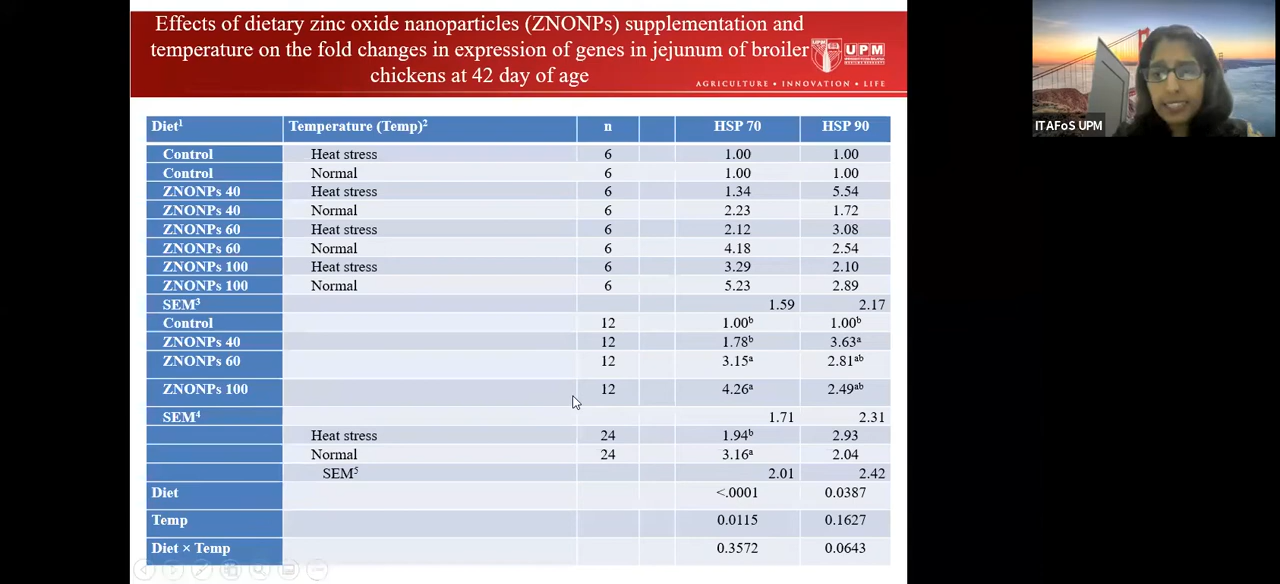 Effects of dietary zinc oxide nanoparticles (ZNONPs) supplementation and
temperature on the fold changes in expression of genes in jejunum of broiler
chickens at 42 day of age
UPM
AGRICULTURE • INNOVATION • LIFE
ITAFoS UPM
Diet¹ Temperature (Temp)² n HSP 70 HSP 90
Control Heat stress 6 1.00 1.00
Control Normal 6 1.00 1.00
ZNONPs 40 Heat stress 6 1.34 5.54
ZNONPs 40 Normal 6 2.23 1.72
ZNONPs 60 Heat stress 6 2.12 3.08
ZNONPs 60 Normal 6 4.18 2.54
ZNONPs 100 Heat stress 6 3.29 2.10
ZNONPs 100 Normal 6 5.23 2.89
SEM³ 1.59 2.17
Control 12 1.00ᵇ 1.00ᵇ
ZNONPs 40 12 1.78ᵇ 3.63ᵃ
ZNONPs 60 12 3.15ᵃ 2.81ᵃᵇ
ZNONPs 100 12 4.26ᵃ 2.49ᵃᵇ
SEM⁴ 1.71 2.31
Heat stress 24 1.94ᵇ 2.93
Normal 24 3.16ᵃ 2.04
SEM⁵ 2.01 2.42
Diet <.0001 0.0387
Temp 0.0115 0.1627
Diet × Temp 0.3572 0.0643